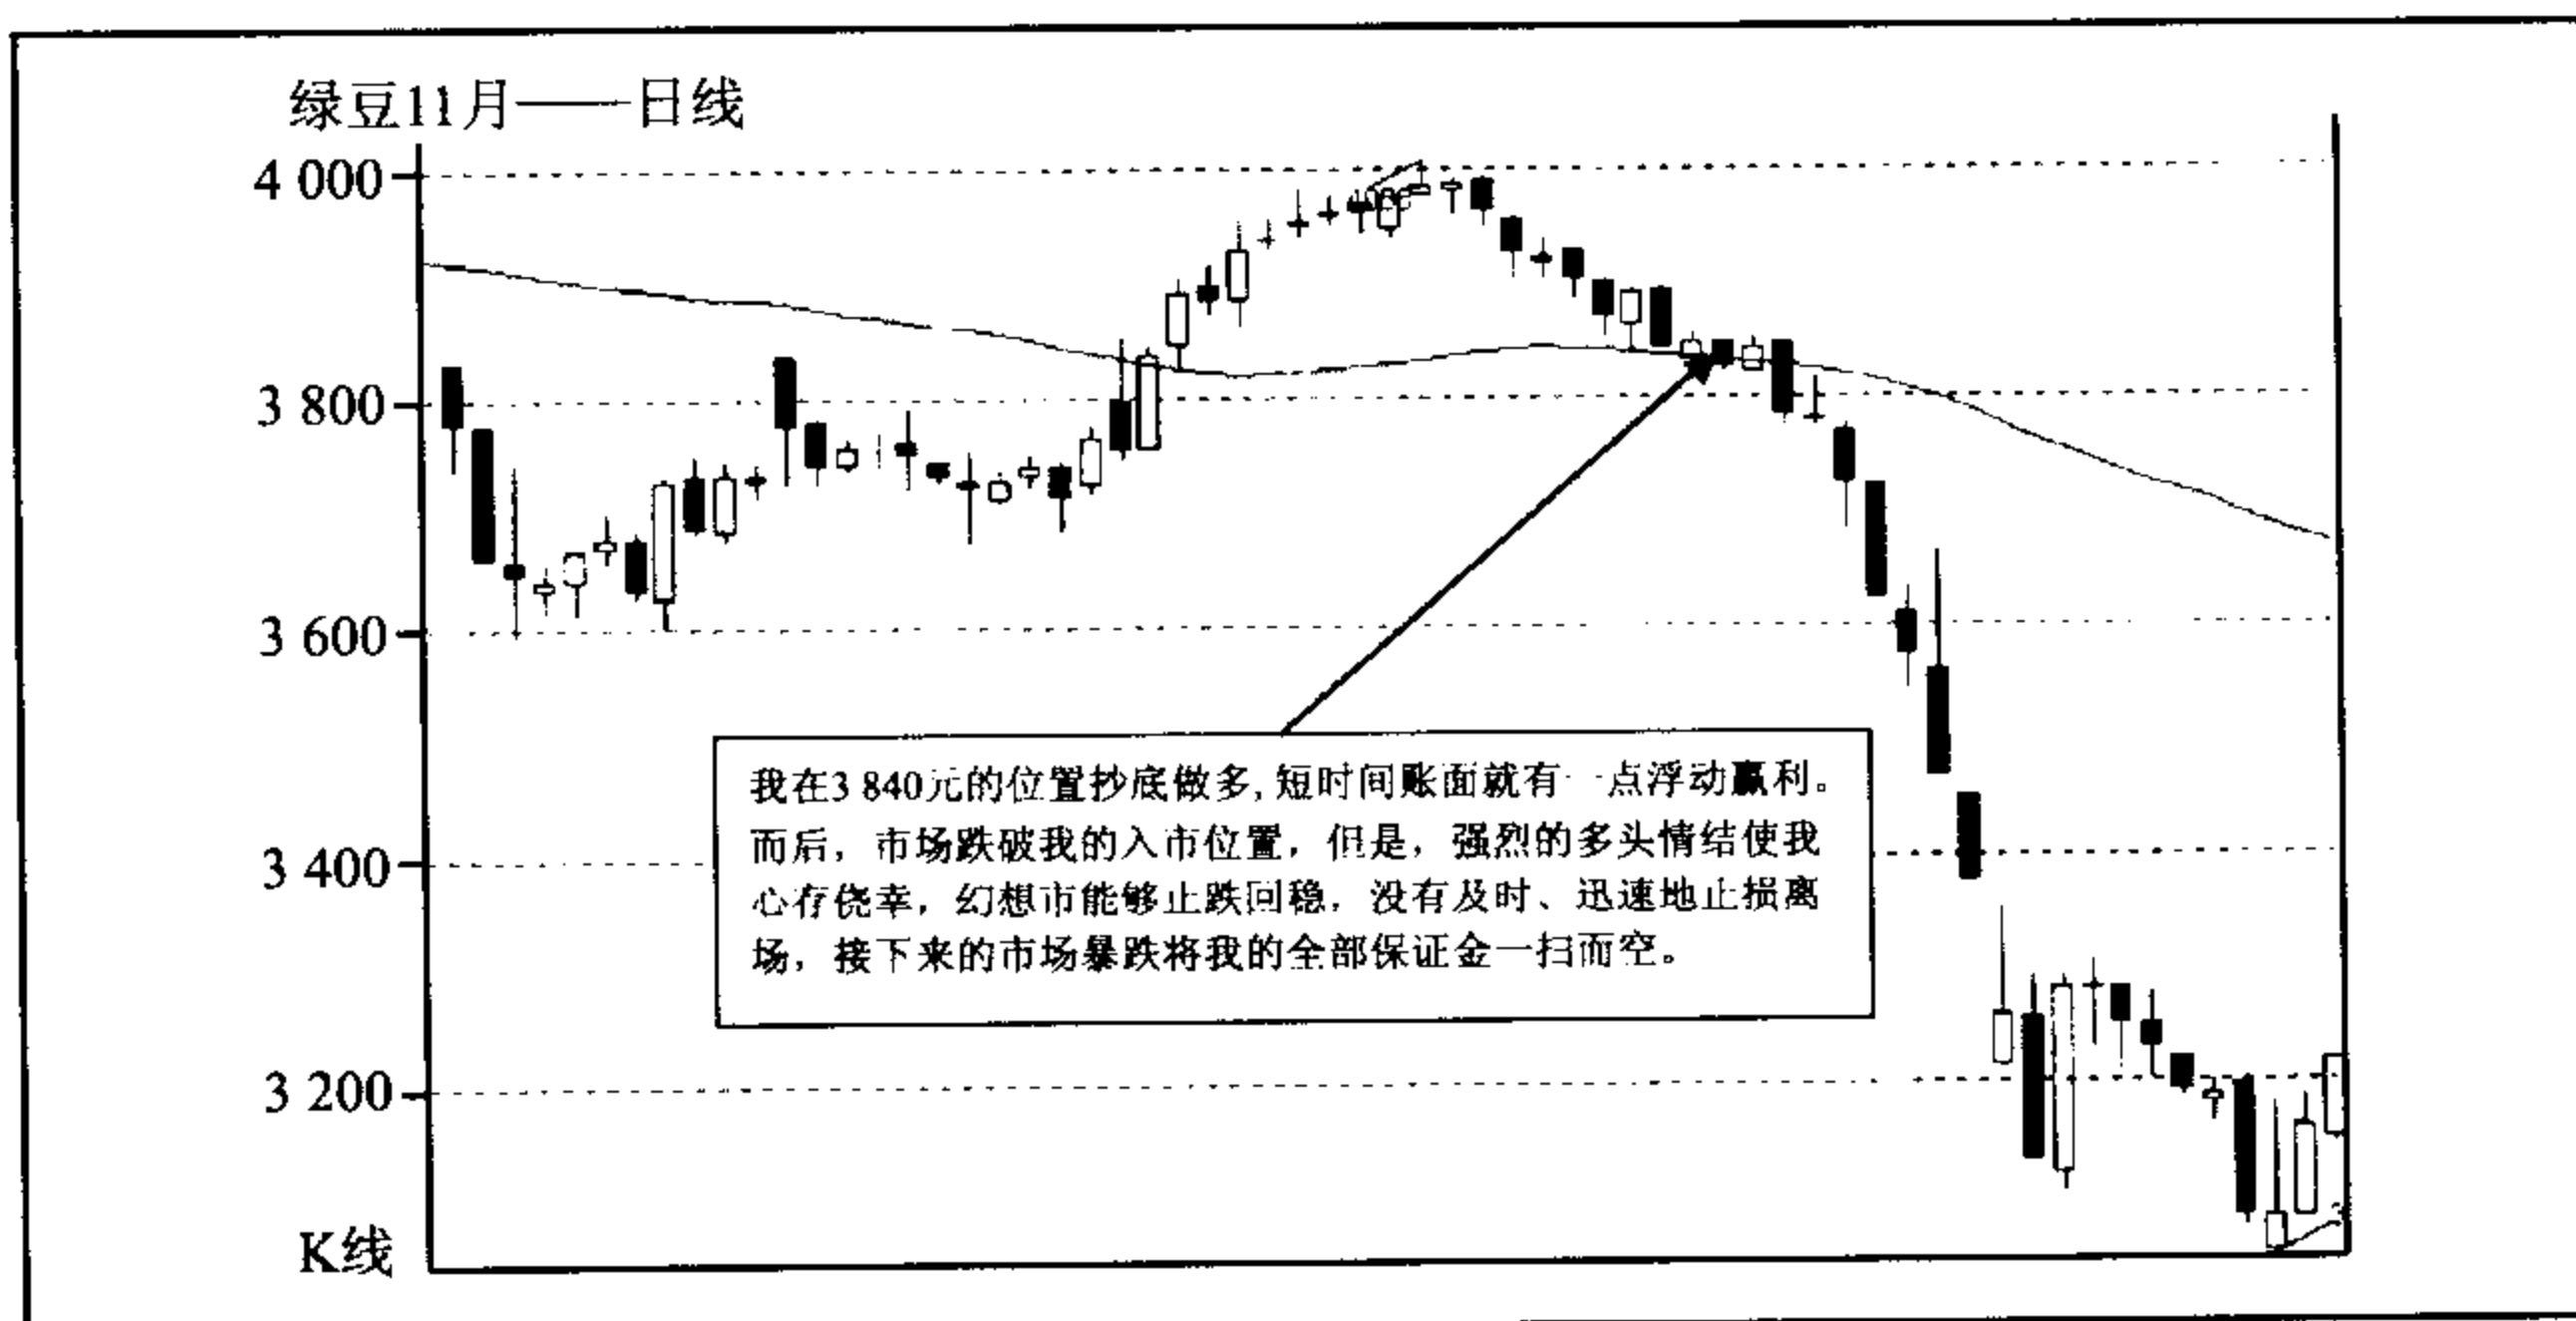 绿豆11月——日线
4 000
3 800
3 600
3 400
3 200
K线
我在3 840元的位置抄底做多,短时间账面就有一点浮动赢利。
而后，市场跌破我的入市位置，但是，强烈的多头情结使我
心存侥幸，幻想市能够止跌回稳，没有及时、迅速地止损离
场，接下来的市场暴跌将我的全部保证金一扫而空。